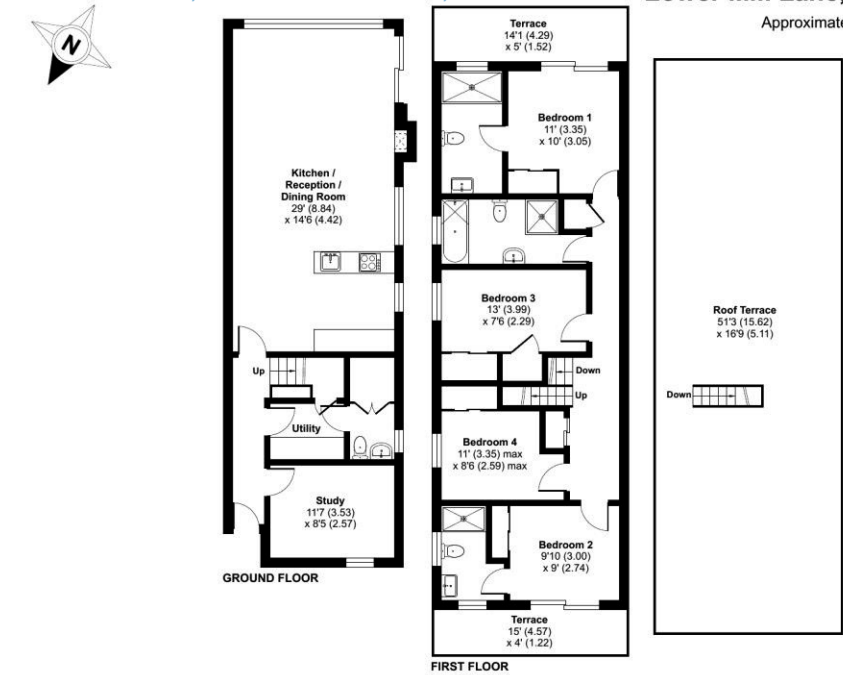 Approximate
N
Kitchen /
Reception /
Dining Room
29' (8.84)
x 14'6 (4.42)
Up
Utility
Study
11'7 (3.53)
x 8'5 (2.57)
GROUND FLOOR
Terrace
14'1 (4.29)
x 5' (1.52)
Bedroom 1
11' (3.35)
x 10' (3.05)
Bedroom 3
13' (3.99)
x 7'6 (2.29)
Down
Up
Bedroom 4
11' (3.35) max
x 8'6 (2.59) max
Bedroom 2
9'10 (3.00)
x 9' (2.74)
Terrace
15' (4.57)
x 4' (1.22)
FIRST FLOOR
Roof Terrace
51'3 (15.62)
x 16'9 (5.11)
Down